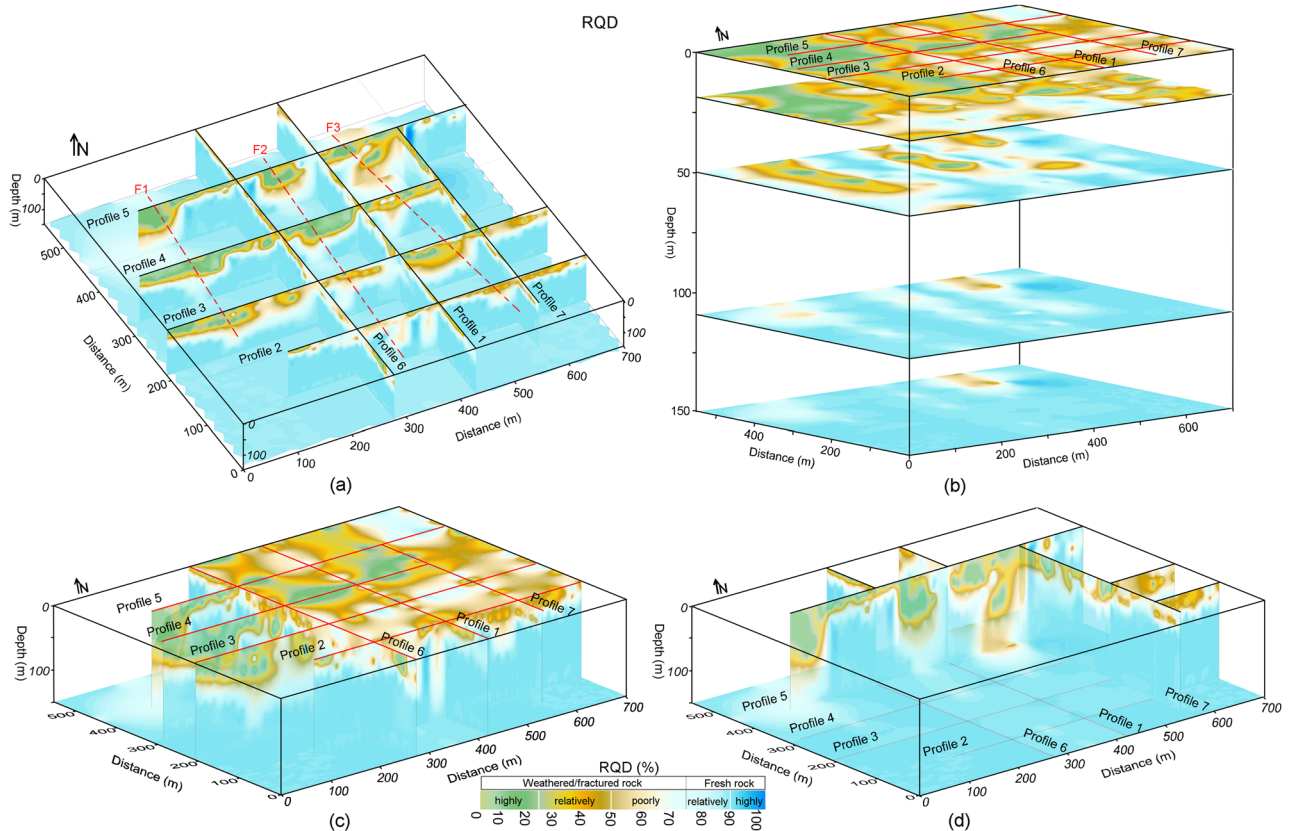 RQD
N
F1
F2
F3
Depth (m)
0
100
Profile 5
Profile 4
Profile 3
Profile 2
Profile 6
Profile 1
Profile 7
500
400
300
200
100
0
Distance (m)
0
100
0
100
200
300
400
500
600
700
0
100
Distance (m)
(a)
N
Profile 5
Profile 4
Profile 3
Profile 2
Profile 6
Profile 1
Profile 7
0
25
50
75
100
150
Depth (m)
400
200
0
200
400
600
Distance (m)
Distance (m)
(b)
N
Profile 5
Profile 4
Profile 3
Profile 2
Profile 6
Profile 1
Profile 7
Depth (m)
0
100
500
400
300
200
100
0
Distance (m)
0
100
200
300
400
500
600
700
Distance (m)
(c)
N
Profile 5
Profile 4
Profile 3
Profile 2
Profile 6
Profile 1
Profile 7
Depth (m)
0
100
500
400
300
200
100
0
Distance (m)
0
100
200
300
400
500
600
700
Distance (m)
(d)
RQD (%)
Weathered/fractured rock Fresh rock
highly relatively poorly relatively highly
0 10 20 30 40 50 60 70 80 90 100